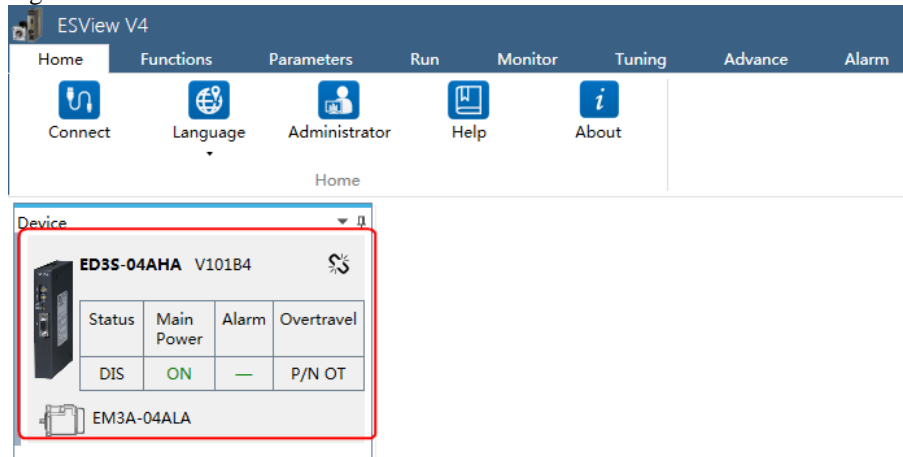 ESView V4
Home Functions Parameters Run Monitor Tuning Advance Alarm
Connect Language Administrator Help About
Home
Device
ED3S-04AHA V101B4
Status Main Power Alarm Overtravel
DIS ON — P/N OT
EM3A-04ALA